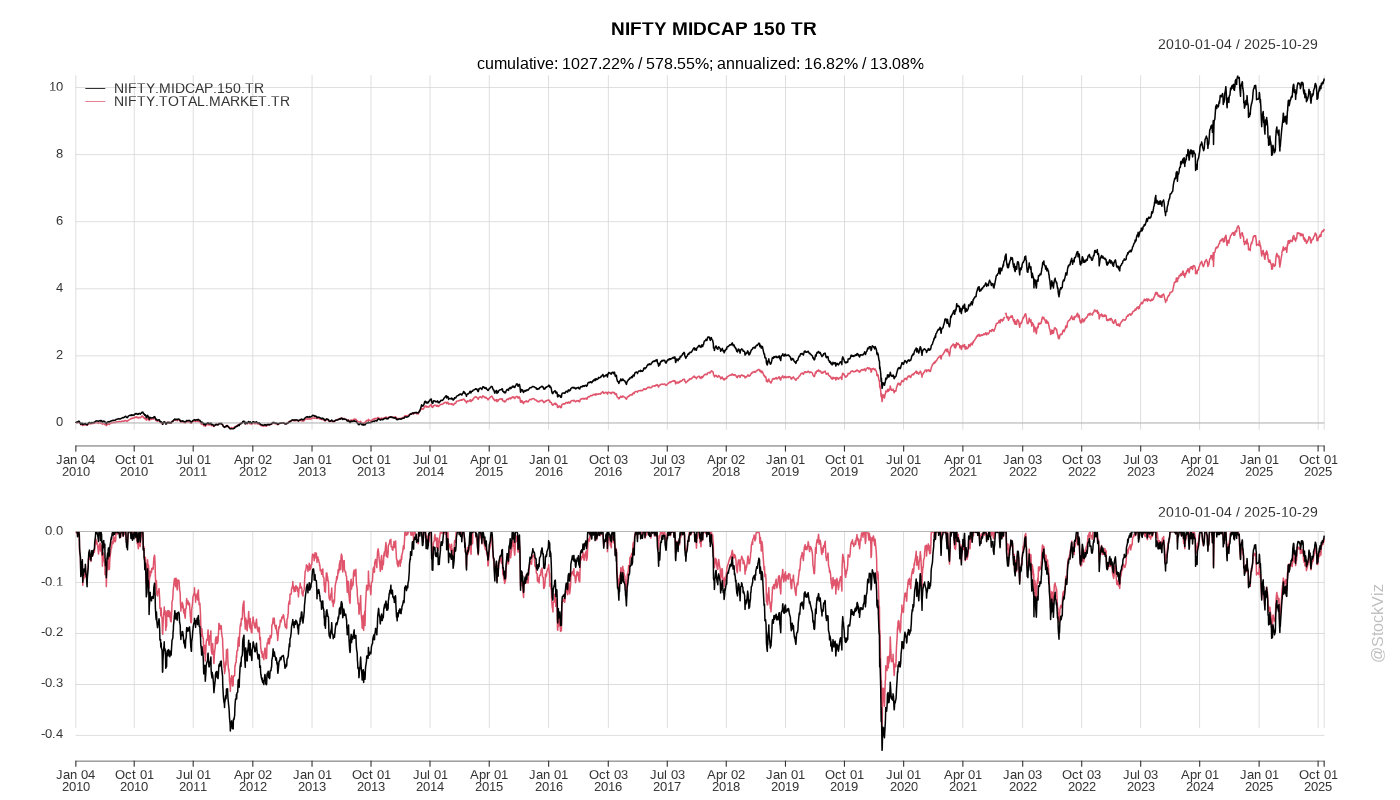 NIFTY MIDCAP 150 TR
2010-01-04 / 2025-10-29
cumulative: 1027.22% / 578.55%; annualized: 16.82% / 13.08%
NIFTY.MIDCAP.150.TR
NIFTY.TOTAL.MARKET.TR
10
8
6
4
2
0
Jan 04 Oct 01 Jul 01 Apr 02 Jan 01 Oct 01 Jul 01 Apr 01 Jan 01 Oct 03 Jul 03 Apr 02 Jan 01 Oct 01 Jul 01 Apr 01 Jan 03 Oct 03 Jul 03 Apr 01 Jan 01 Oct 01
2010 2010 2011 2012 2013 2013 2014 2015 2016 2016 2017 2018 2019 2019 2020 2021 2022 2022 2023 2024 2025 2025
2010-01-04 / 2025-10-29
0.0
-0.1
-0.2
-0.3
-0.4
Jan 04 Oct 01 Jul 01 Apr 02 Jan 01 Oct 01 Jul 01 Apr 01 Jan 01 Oct 03 Jul 03 Apr 02 Jan 01 Oct 01 Jul 01 Apr 01 Jan 03 Oct 03 Jul 03 Apr 01 Jan 01 Oct 01
2010 2010 2011 2012 2013 2013 2014 2015 2016 2016 2017 2018 2019 2019 2020 2021 2022 2022 2023 2024 2025 2025
@StockViz